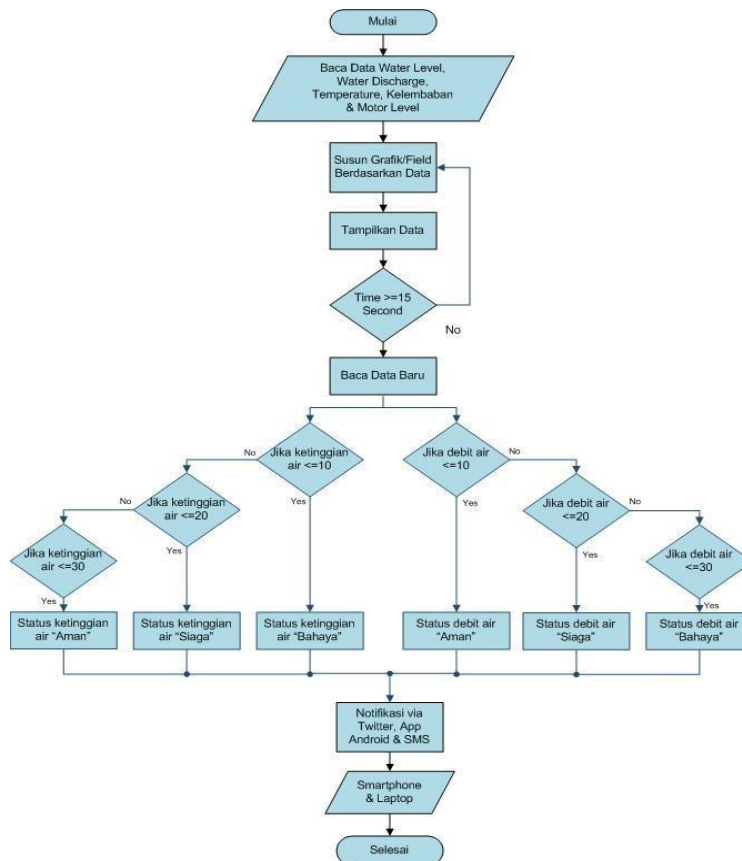 Mulai
Baca Data Water Level,
Water Discharge,
Temperature, Kelembaban
& Motor Level
Susun Grafik/Field
Berdasarkan Data
Tampilkan Data
Time >=15
Second
No
Baca Data Baru
Jika ketinggian
air <=10
No
Yes
Jika debit air
<=10
No
Yes
Jika ketinggian
air <=20
No
Yes
Jika debit air
<=20
No
Yes
Jika ketinggian
air <=30
Yes
Jika debit air
<=30
Yes
Status ketinggian
air “Aman”
Status ketinggian
air “Siaga”
Status ketinggian
air “Bahaya”
Status debit air
“Aman”
Status debit air
“Siaga”
Status debit air
“Bahaya”
Notifikasi via
Twitter, App
Android & SMS
Smartphone
& Laptop
Selesai